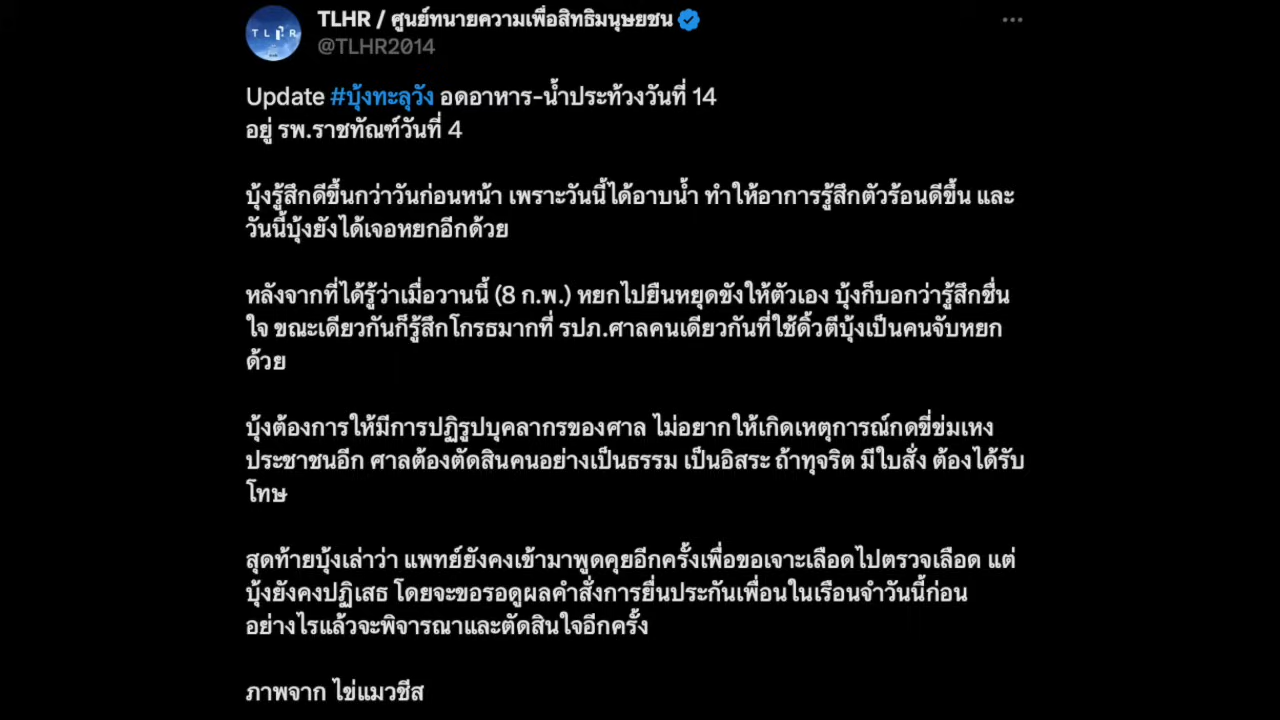 TLHR / ศูนย์ทนายความเพื่อสิทธิมนุษยชน
TLHR
@TLHR2014
Update #บุ้งทะลุวัง อดอาหาร-น้ำประท้วงวันที่ 14
อยู่ รพ.ราชทัณฑ์วันที่ 4
บุ้งรู้สึกดีขึ้นกว่าวันก่อนหน้า เพราะวันนี้ได้อาบน้ำ ทำให้อาการรู้สึกตัวร้อนดีขึ้น และ
วันนี้บุ้งยังได้เจอหยกอีกด้วย
หลังจากที่ได้รู้ว่าเมื่อวานนี้ (8 ก.พ.) หยกไปยืนหยุดขังให้ตัวเอง บุ้งก็บอกว่ารู้สึกชื่น
ใจ ขณะเดียวกันก็รู้สึกโกรธมากที่ รปภ.ศาลคนเดียวกันที่ใช้ดิ้วตีบุ้งเป็นคนจับหยก
ด้วย
บุ้งต้องการให้มีการปฏิรูปบุคลากรของศาล ไม่อยากให้เกิดเหตุการณ์กดขี่ข่มเหง
ประชาชนอีก ศาลต้องตัดสินคนอย่างเป็นธรรม เป็นอิสระ ถ้าทุจริต มีใบสั่ง ต้องได้รับ
โทษ
สุดท้ายบุ้งเล่าว่า แพทย์ยังคงเข้ามาพูดคุยอีกครั้งเพื่อขอเจาะเลือดไปตรวจเลือด แต่
บุ้งยังคงปฏิเสธ โดยจะขอรอดูผลคำสั่งการยื่นประกันเพื่อนในเรือนจำวันนี้ก่อน
อย่างไรแล้วจะพิจารณาและตัดสินใจอีกครั้ง
ภาพจาก ไข่แมวชีส